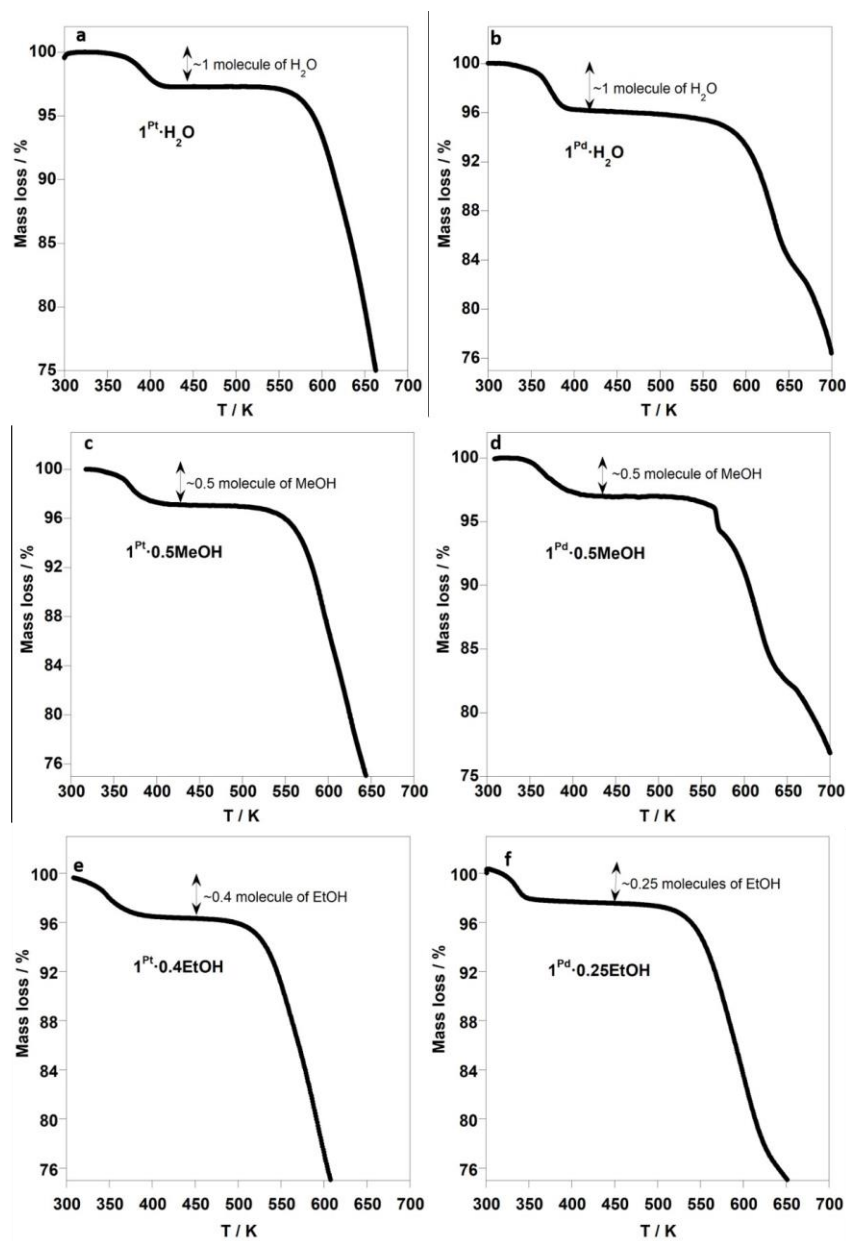 a
100
95
90
85
80
75
Mass loss / %
~1 molecule of H₂O
1ᴾᵗ·H₂O
300 350 400 450 500 550 600 650 700
T / K
b
100
96
92
88
84
80
76
Mass loss / %
~1 molecule of H₂O
1ᴾᵈ·H₂O
300 350 400 450 500 550 600 650 700
T / K
c
100
96
92
88
84
80
76
Mass loss / %
~0.5 molecule of MeOH
1ᴾᵗ·0.5MeOH
300 350 400 450 500 550 600 650 700
T / K
d
100
95
90
85
80
75
Mass loss / %
~0.5 molecule of MeOH
1ᴾᵈ·0.5MeOH
300 350 400 450 500 550 600 650 700
T / K
e
100
96
92
88
84
80
76
Mass loss / %
~0.4 molecule of EtOH
1ᴾᵗ·0.4EtOH
300 350 400 450 500 550 600 650 700
T / K
f
100
96
92
88
84
80
76
Mass loss / %
~0.25 molecules of EtOH
1ᴾᵈ·0.25EtOH
300 350 400 450 500 550 600 650 700
T / K